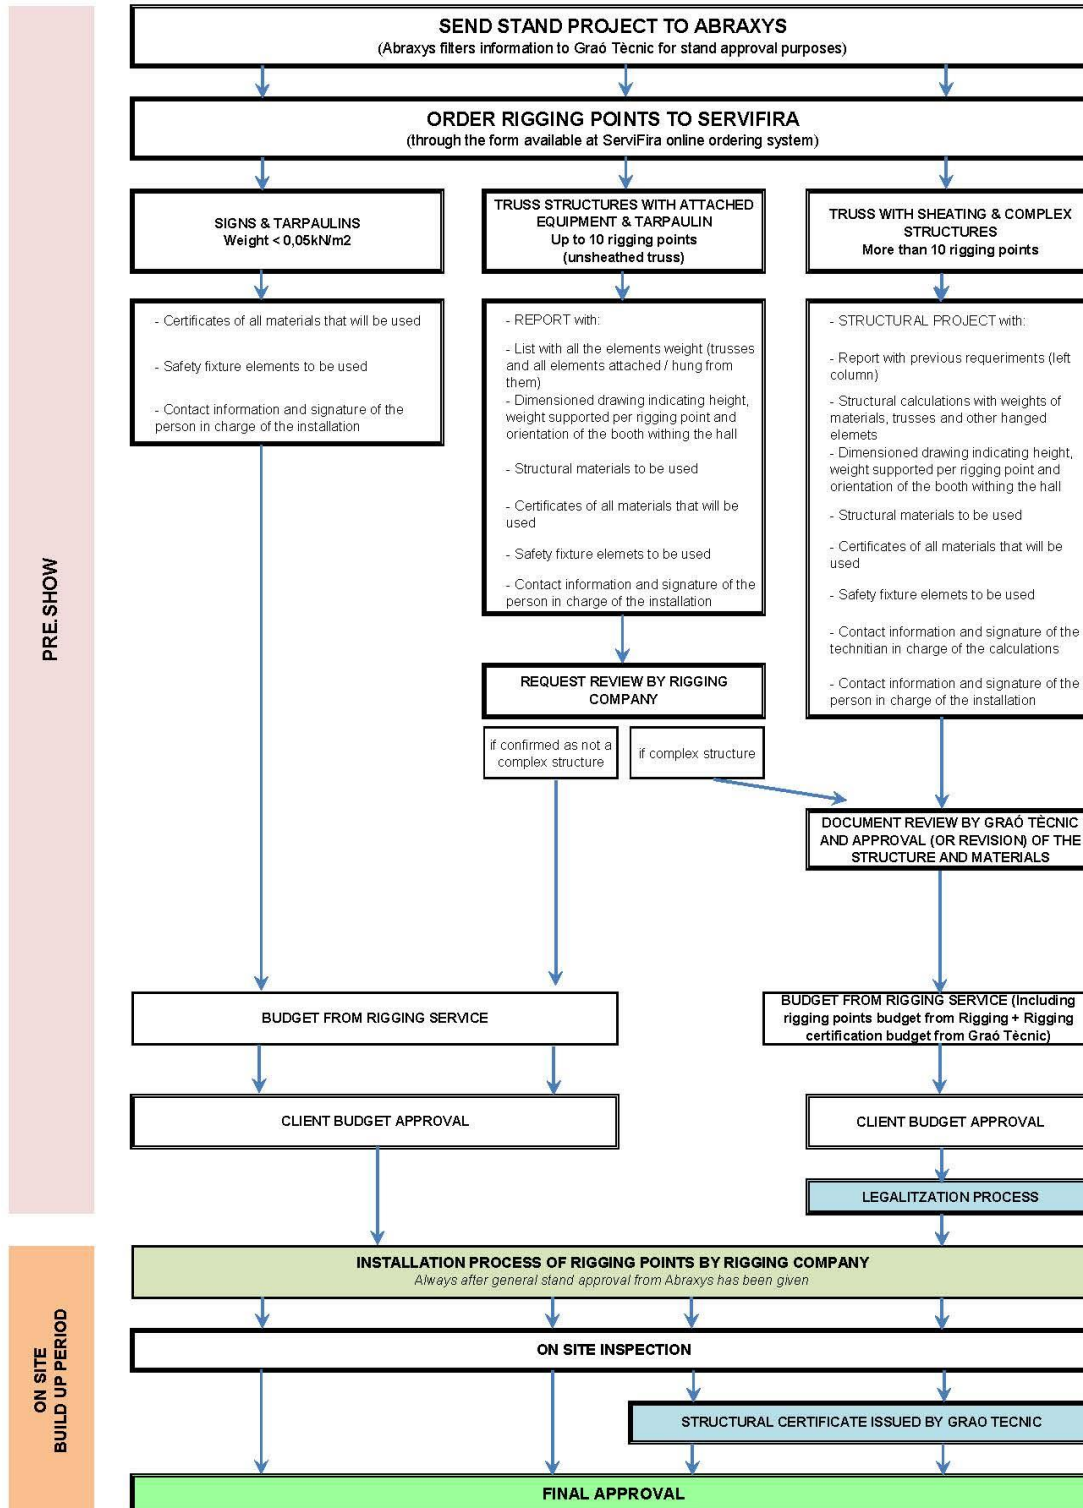 SEND STAND PROJECT TO ABRAXYS
(Abraxys filters information to Graó Tècnic for stand approval purposes)
ORDER RIGGING POINTS TO SERVIFIRA
(through the form available at ServiFira online ordering system)
SIGNS & TARPAULINS
Weight < 0,05kN/m2
TRUSS STRUCTURES WITH ATTACHED
EQUIPMENT & TARPAULIN
Up to 10 rigging points
(unsheathed truss)
TRUSS WITH SHEATING & COMPLEX
STRUCTURES
More than 10 rigging points
- Certificates of all materials that will be used
- Safety fixture elements to be used
- Contact information and signature of the
person in charge of the installation
- REPORT with:
- List with all the elements weight (trusses
and all elements attached / hung from
them)
- Dimensioned drawing indicating height,
weight supported per rigging point and
orientation of the booth withing the hall
- Structural materials to be used
- Certificates of all materials that will be
used
- Safety fixture elemets to be used
- Contact information and signature of the
person in charge of the installation
- STRUCTURAL PROJECT with:
- Report with previous requeriments (left
column)
- Structural calculations with weights of
materials, trusses and other hanged
elemets
- Dimensioned drawing indicating height,
weight supported per rigging point and
orientation of the booth withing the hall
- Structural materials to be used
- Certificates of all materials that will be
used
- Safety fixture elemets to be used
- Contact information and signature of the
technitian in charge of the calculations
- Contact information and signature of the
person in charge of the installation
PRE.SHOW
REQUEST REVIEW BY RIGGING
COMPANY
if confirmed as not a
complex structure
if complex structure
DOCUMENT REVIEW BY GRAÓ TÈCNIC
AND APPROVAL (OR REVISION) OF THE
STRUCTURE AND MATERIALS
BUDGET FROM RIGGING SERVICE
BUDGET FROM RIGGING SERVICE (Including
rigging points budget from Rigging + Rigging
certification budget from Graó Tècnic)
CLIENT BUDGET APPROVAL
CLIENT BUDGET APPROVAL
LEGALITZATION PROCESS
INSTALLATION PROCESS OF RIGGING POINTS BY RIGGING COMPANY
Always after general stand approval from Abraxys has been given
ON SITE
BUILD UP PERIOD
ON SITE INSPECTION
STRUCTURAL CERTIFICATE ISSUED BY GRAO TECNIC
FINAL APPROVAL